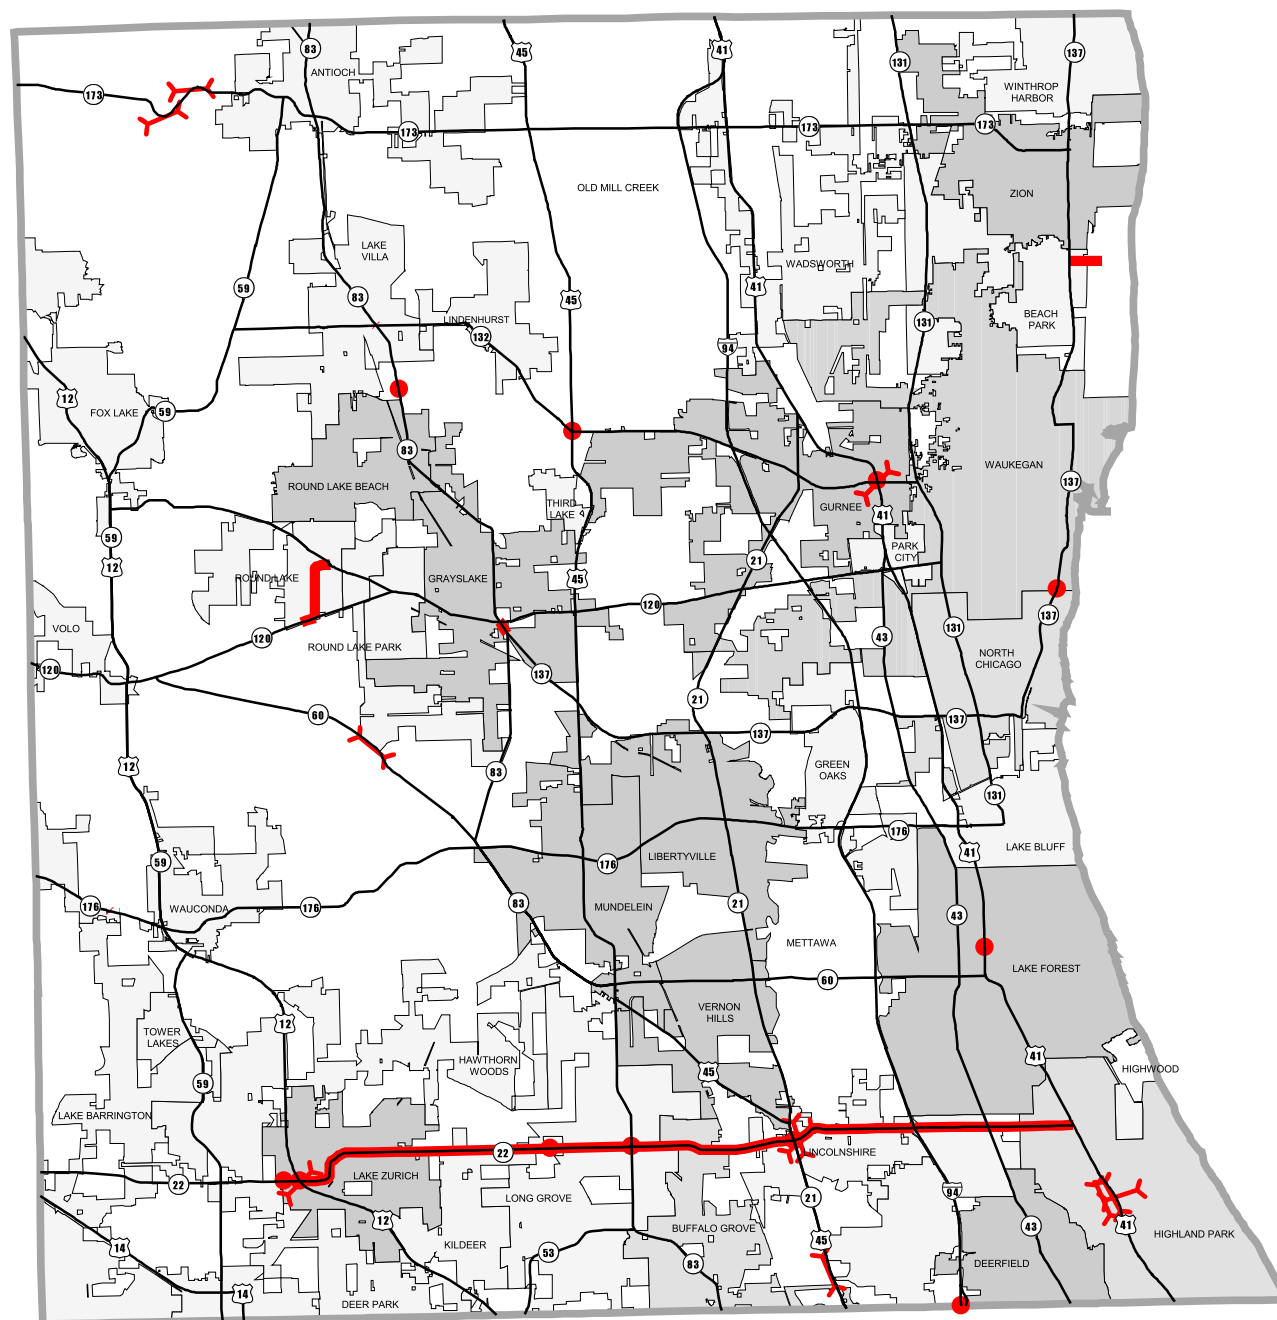 83
45
41
131
137
ANTIOCH
WINTHROP
HARBOR
173
173
173
173
OLD MILL CREEK
ZION
LAKE
VILLA
WADSWORTH
59
83
45
41
BEACH
PARK
LINDENHURST
131
132
94
12
FOX LAKE
59
83
WAUKEGAN
137
ROUND LAKE BEACH
THIRD
LAKE
GURNEE
41
59
PARK
CITY
21
12
ROUND LAKE
GRAYSLAKE
45
120
137
VOLO
120
ROUND LAKE PARK
43
131
NORTH
CHICAGO
120
137
21
60
137
137
12
83
GREEN
OAKS
131
176
LAKE BLUFF
59
176
LIBERTYVILLE
41
176
WAUCONDA
176
83
MUNDELEIN
21
43
METTAWA
LAKE FOREST
60
VERNON
HILLS
12
TOWER
LAKES
41
HAWTHORN
WOODS
45
HIGHWOOD
59
LAKE BARRINGTON
22
LINCOLNSHIRE
22
LAKE ZURICH
LONG GROVE
21
94
12
BUFFALO GROVE
43
41
HIGHLAND PARK
14
KILDEER
53
45
83
DEERFIELD
14
DEER PARK